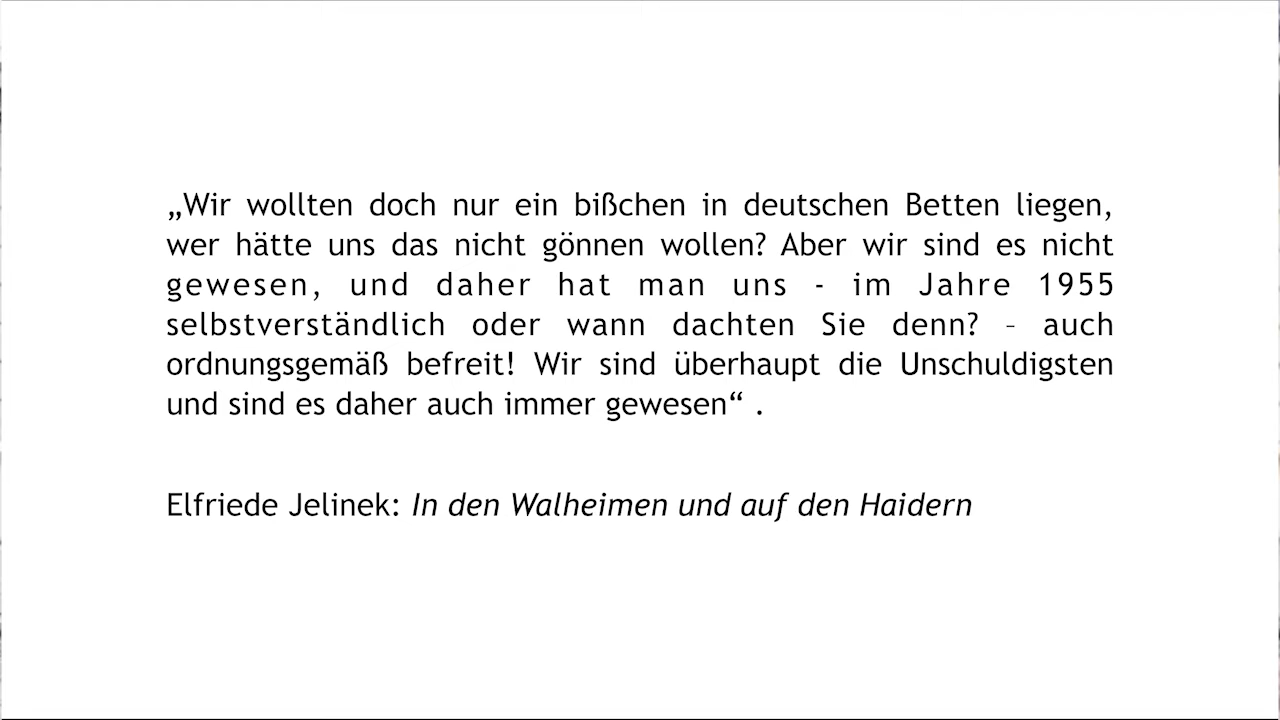 „Wir wollten doch nur ein bißchen in deutschen Betten liegen,
wer hätte uns das nicht gönnen wollen? Aber wir sind es nicht
gewesen, und daher hat man uns - im Jahre 1955
selbstverständlich oder wann dachten Sie denn? – auch
ordnungsgemäß befreit! Wir sind überhaupt die Unschuldigsten
und sind es daher auch immer gewesen“ .
Elfriede Jelinek: In den Walheimen und auf den Haidern